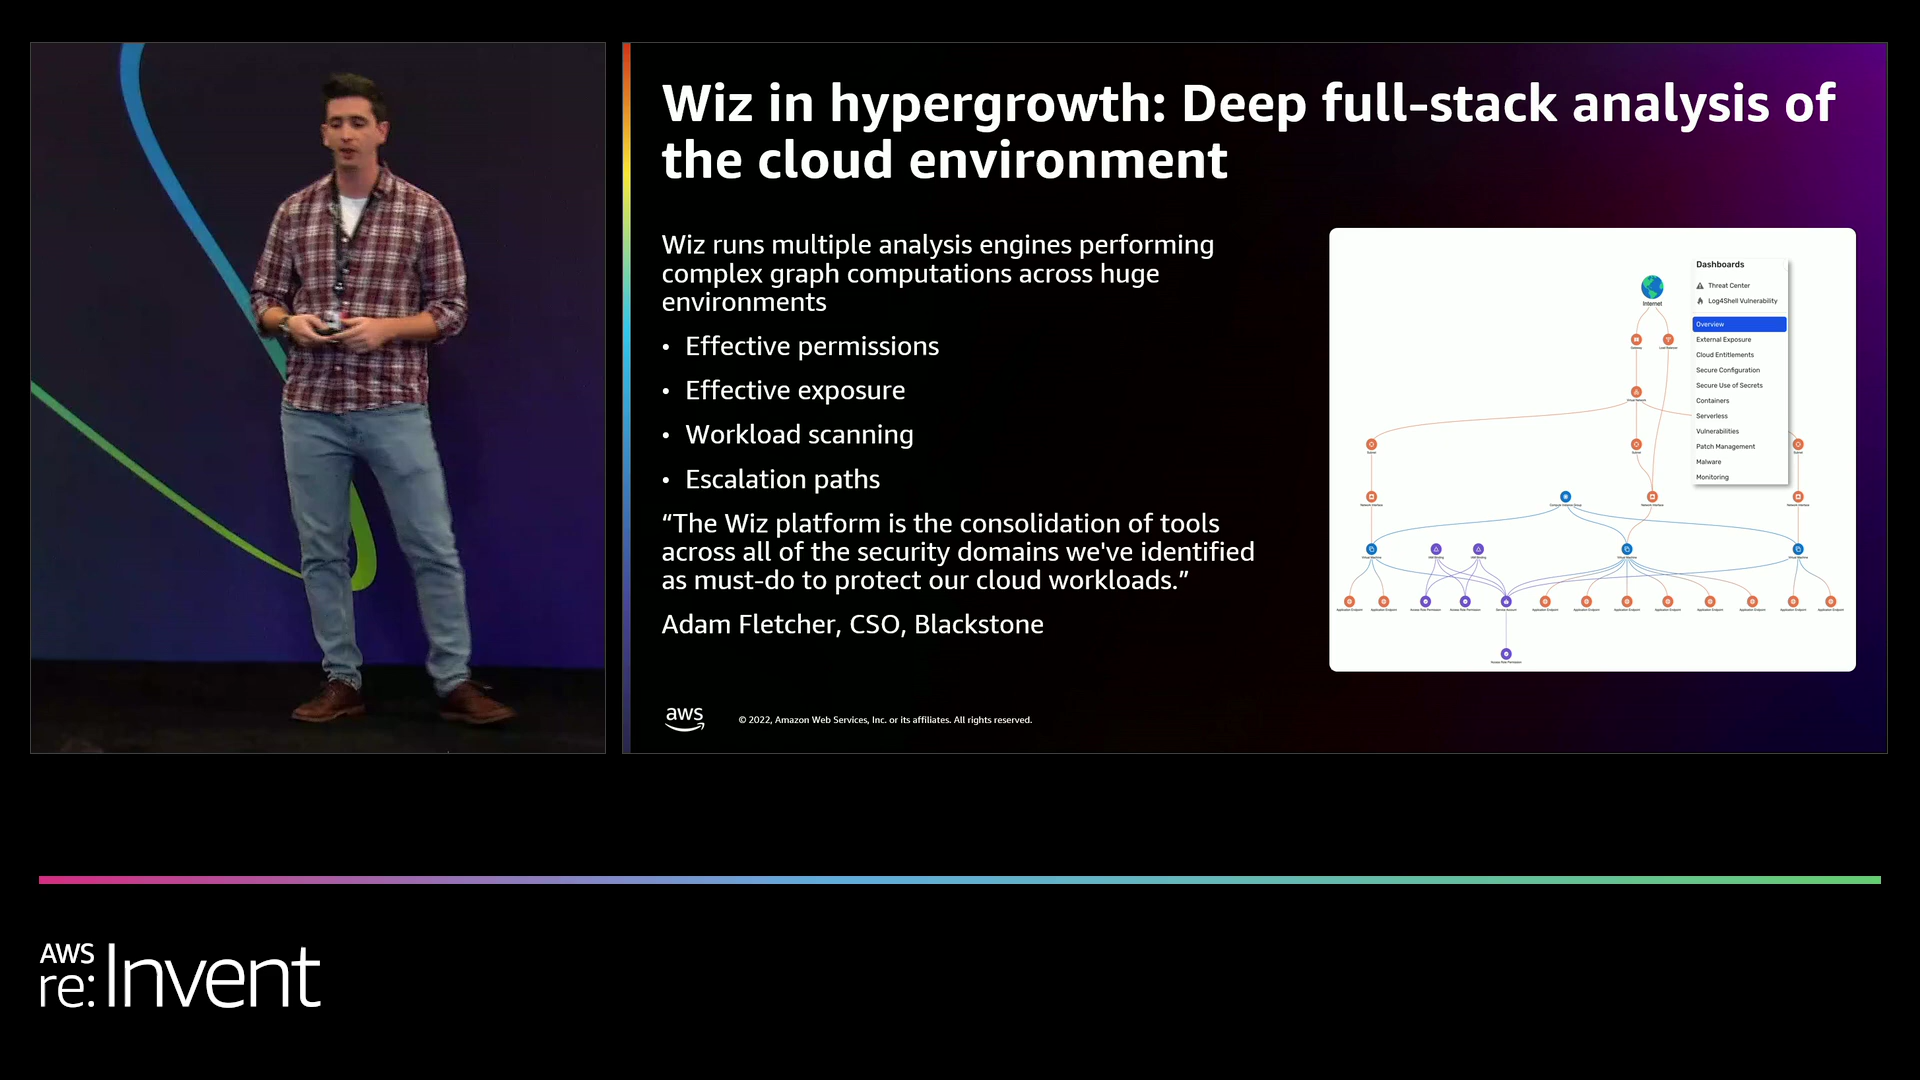 Wiz in hypergrowth: Deep full-stack analysis of
the cloud environment
Wiz runs multiple analysis engines performing
complex graph computations across huge
environments
• Effective permissions
• Effective exposure
• Workload scanning
• Escalation paths
“The Wiz platform is the consolidation of tools
across all of the security domains we've identified
as must-do to protect our cloud workloads.”
Adam Fletcher, CSO, Blackstone
Internet
Dashboards
Threat Center
Log4Shell Vulnerability
Overview
External Exposure
Cloud Entitlements
Secure Configuration
Secure Use of Secrets
Containers
Serverless
Vulnerabilities
Patch Management
Malware
Monitoring
aws
© 2022, Amazon Web Services, Inc. or its affiliates. All rights reserved.
AWS
re:Invent